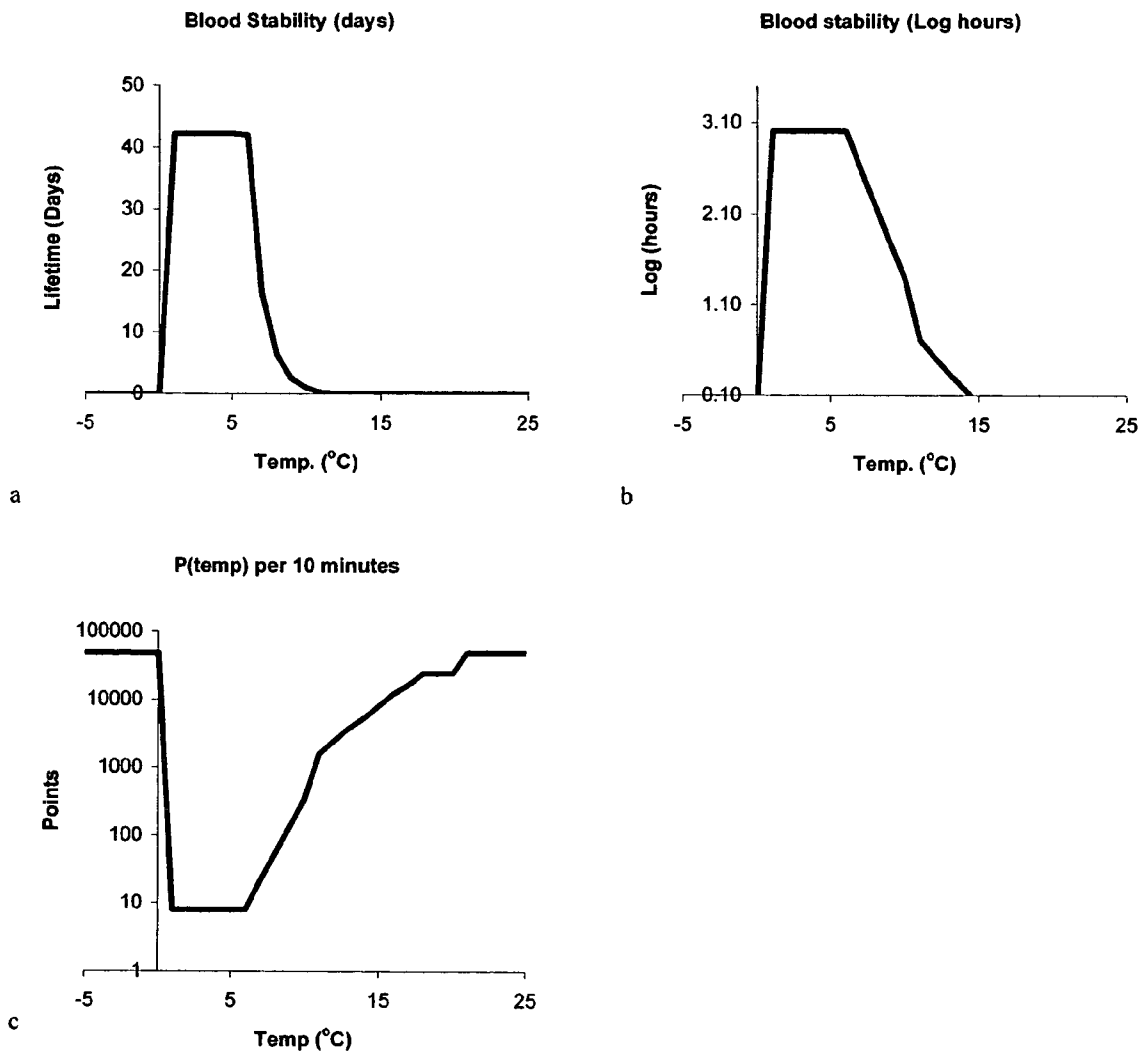 Blood Stability (days)
50
40
30
20
10
0
Lifetime (Days)
-5 5 15 25
Temp. (°C)
a
Blood stability (Log hours)
3.10
2.10
1.10
0.10
Log (hours)
-5 5 15 25
Temp. (°C)
b
P(temp) per 10 minutes
100000
10000
1000
100
10
1
Points
-5 5 15 25
Temp (°C)
c